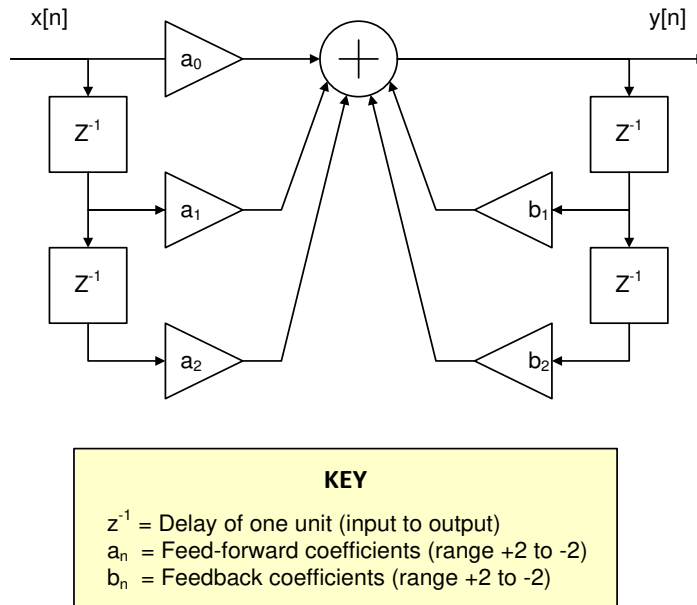 x[n] y[n]
a₀
Z⁻¹ Z⁻¹
a₁ b₁
Z⁻¹ Z⁻¹
a₂ b₂
KEY
z⁻¹ = Delay of one unit (input to output)
aₙ = Feed-forward coefficients (range +2 to -2)
bₙ = Feedback coefficients (range +2 to -2)